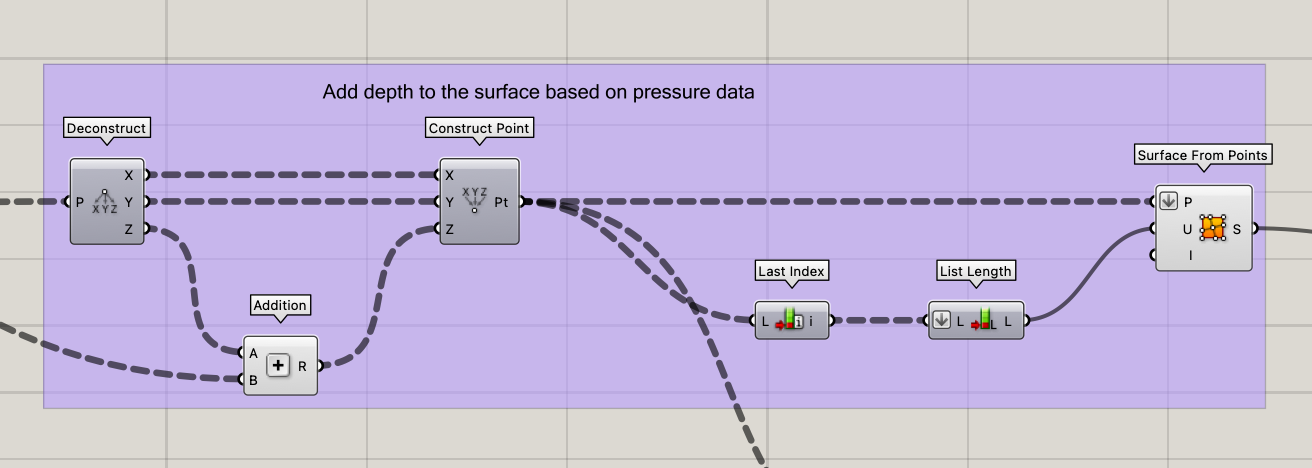 Add depth to the surface based on pressure data
Deconstruct
Construct Point
Surface From Points
P
X
Y
Z
XYZ
X
Y
Z
XYZ
Pt
P
U
I
S
Last Index
List Length
L
i
i
L
L
L
Addition
A
B
+
R